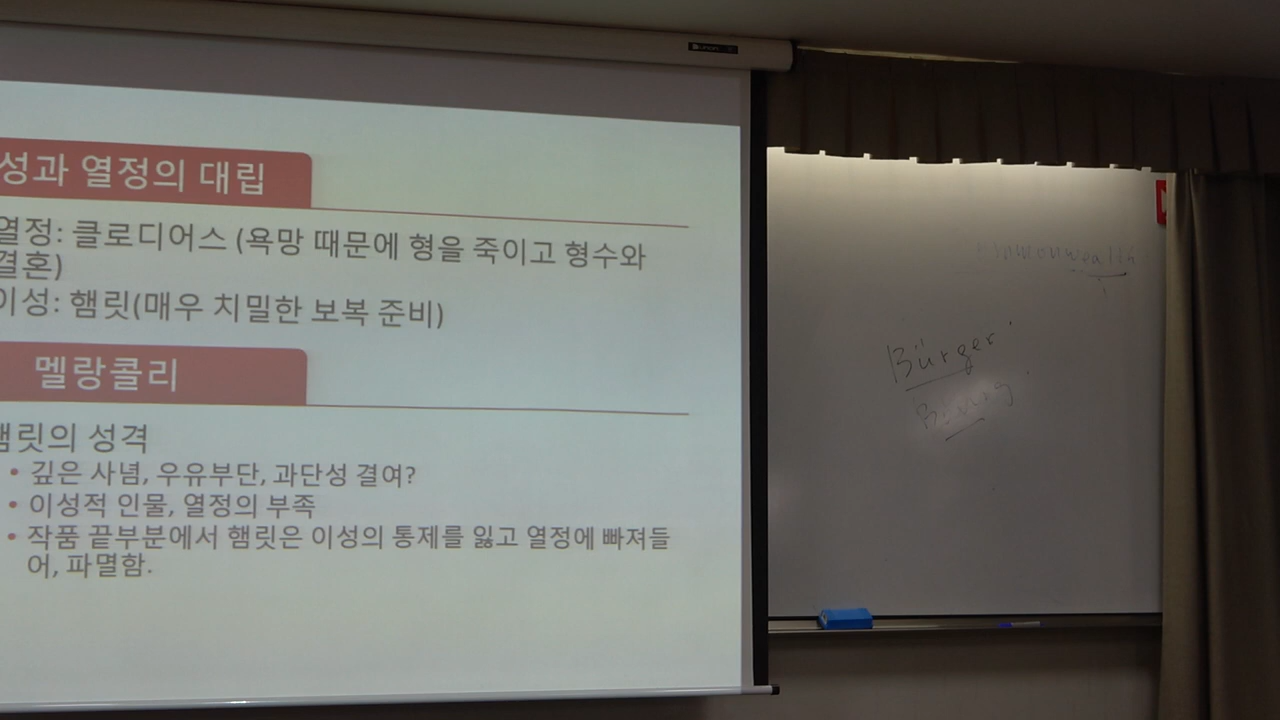 성과 열정의 대립
열정: 클로디어스 (욕망 때문에 형을 죽이고 형수와
결혼)
이성: 햄릿(매우 치밀한 보복 준비)
멜랑콜리
햄릿의 성격
• 깊은 사념, 우유부단, 과단성 결여?
• 이성적 인물, 열정의 부족
• 작품 끝부분에서 햄릿은 이성의 통제를 잃고 열정에 빠져들
어, 파멸함.
commonwealth
Bürger